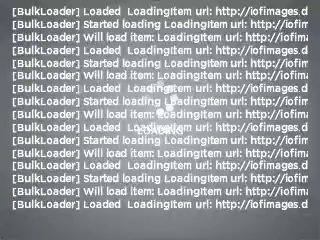 [BulkLoader] Loaded LoadingItem url: http://iofimages.d
[BulkLoader] Started loading LoadingItem url: http://iofim
[BulkLoader] Will load item: LoadingItem url: http://iofima
[BulkLoader] Loaded LoadingItem url: http://iofimages.d
[BulkLoader] Started loading LoadingItem url: http://iofim
[BulkLoader] Will load item: LoadingItem url: http://iofima
[BulkLoader] Loaded LoadingItem url: http://iofimages.d
[BulkLoader] Started loading LoadingItem url: http://iofim
[BulkLoader] Will load item: LoadingItem url: http://iofima
[BulkLoader] Loaded LoadingItem url: http://iofimages.d
LOADING
[BulkLoader] Started loading LoadingItem url: http://iofim
[BulkLoader] Will load item: LoadingItem url: http://iofima
[BulkLoader] Loaded LoadingItem url: http://iofimages.d
[BulkLoader] Started loading LoadingItem url: http://iofim
[BulkLoader] Will load item: LoadingItem url: http://iofima
[BulkLoader] Loaded LoadingItem url: http://iofimages.d